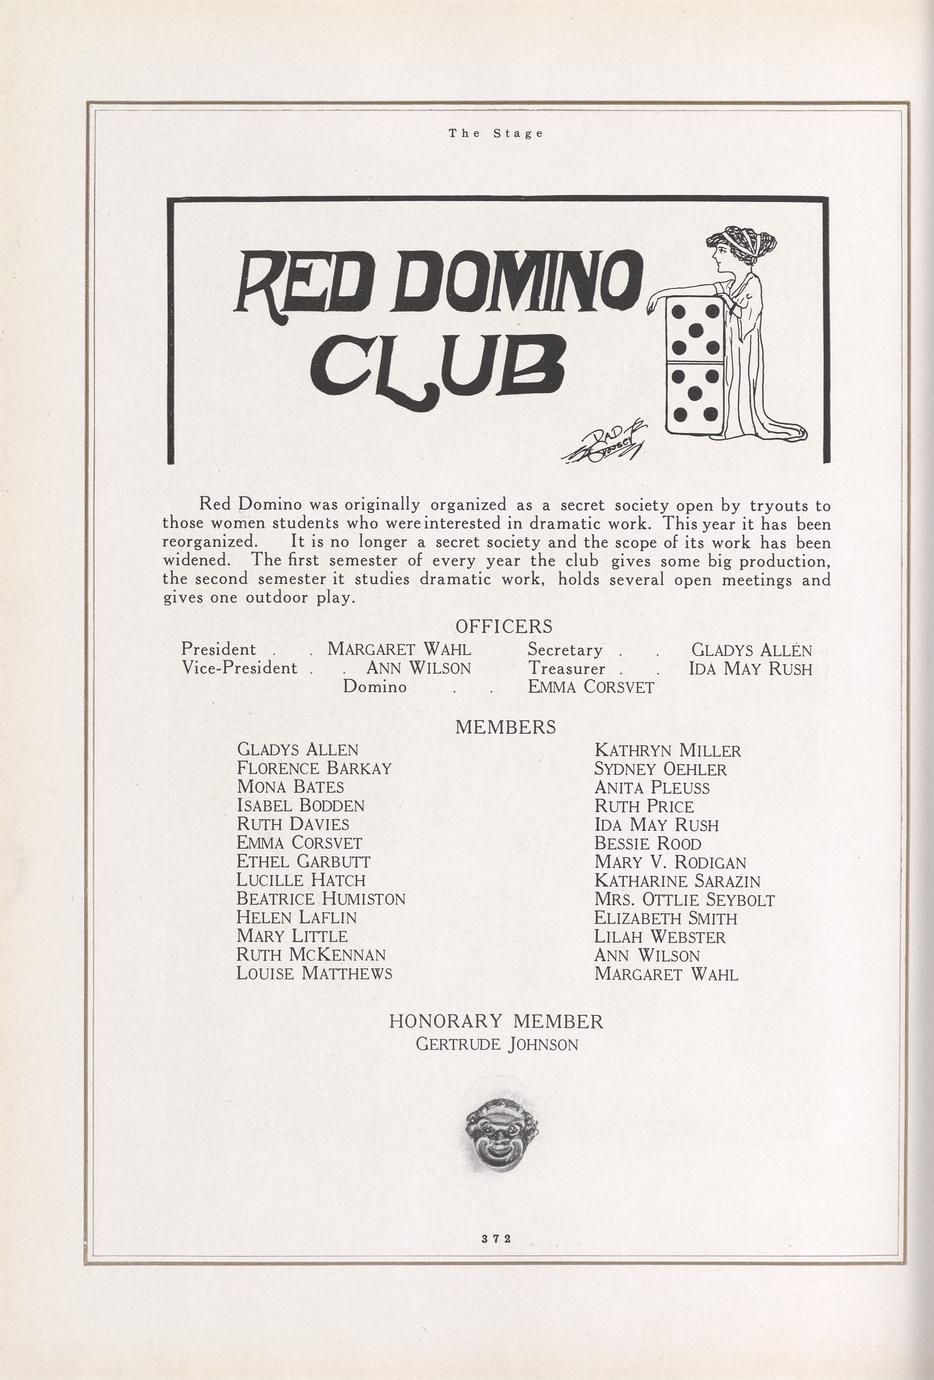 The Stage
RED DOMINO
CLUB
Red Domino was originally organized as a secret society open by tryouts to
those women students who were interested in dramatic work. This year it has been
reorganized. It is no longer a secret society and the scope of its work has been
widened. The first semester of every year the club gives some big production,
the second semester it studies dramatic work, holds several open meetings and
gives one outdoor play.
OFFICERS
President . . MARGARET WAHL Secretary . . GLADYS ALLEN
Vice-President . . ANN WILSON Treasurer . . IDA MAY RUSH
Domino . . EMMA CORSVET
MEMBERS
GLADYS ALLEN
FLORENCE BARKAY
MONA BATES
ISABEL BODDEN
RUTH DAVIES
EMMA CORSVET
ETHEL GARBUTT
LUCILLE HATCH
BEATRICE HUMISTON
HELEN LAFLIN
MARY LITTLE
RUTH MCKENNAN
LOUISE MATTHEWS
KATHRYN MILLER
SYDNEY OEHLER
ANITA PLEUSS
RUTH PRICE
IDA MAY RUSH
BESSIE ROOD
MARY V. RODIGAN
KATHARINE SARAZIN
MRS. OTTLIE SEYBOLT
ELIZABETH SMITH
LILAH WEBSTER
ANN WILSON
MARGARET WAHL
HONORARY MEMBER
GERTRUDE JOHNSON
372